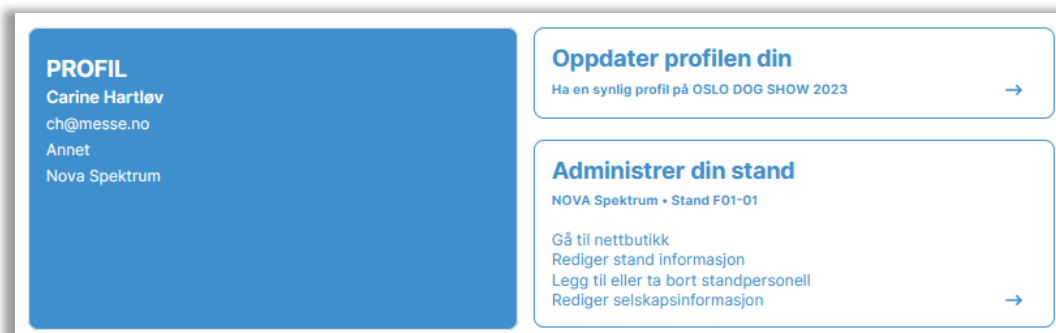 PROFIL
Carine Hartløv
ch@messe.no
Annet
Nova Spektrum
Oppdater profilen din
Ha en synlig profil på OSLO DOG SHOW 2023
Administrer din stand
NOVA Spektrum • Stand F01-01
Gå til nettbutikk
Rediger stand informasjon
Legg til eller ta bort standpersonell
Rediger selskapsinformasjon